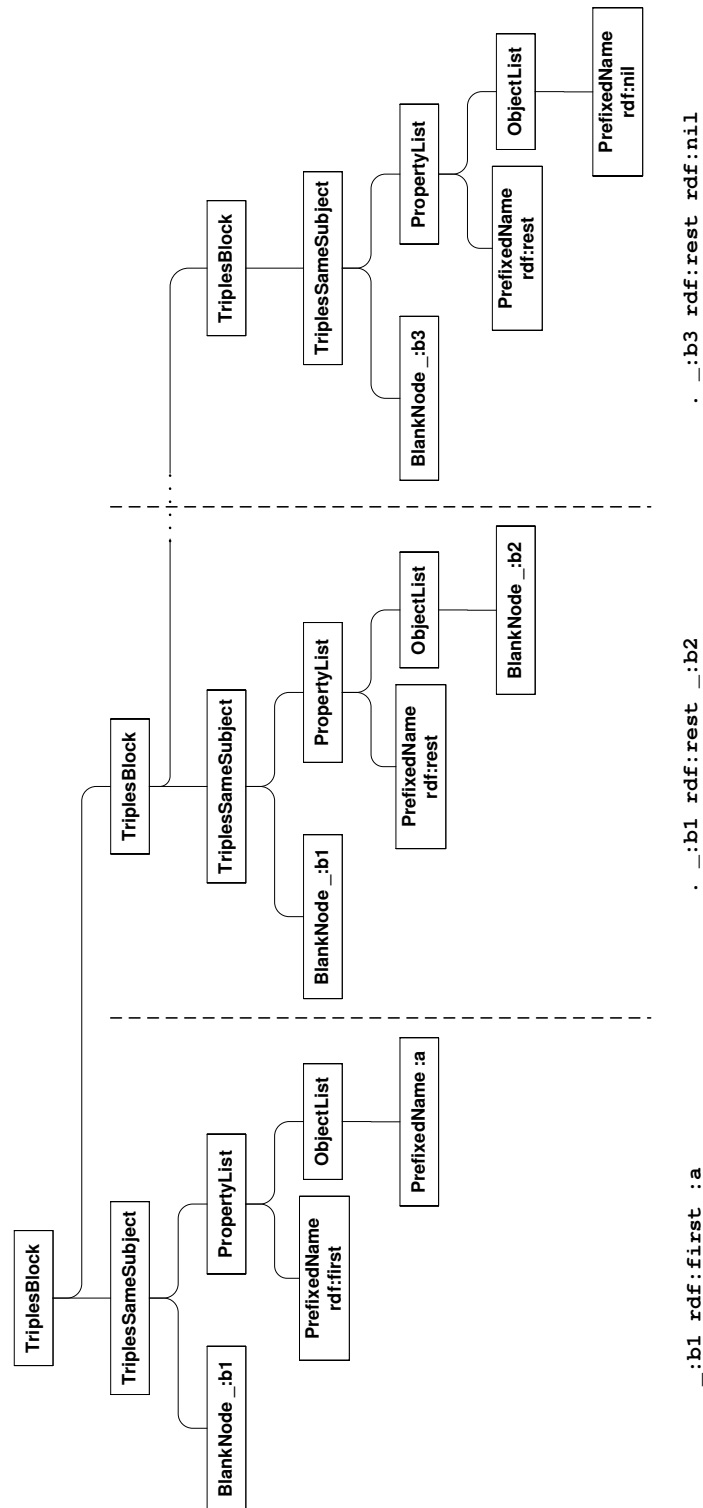 TriplesBlock
TriplesSameSubject
BlankNode _:b1
PropertyList
PrefixedName
rdf:first
ObjectList
PrefixedName :a
TriplesBlock
TriplesSameSubject
BlankNode _:b1
PropertyList
PrefixedName
rdf:rest
ObjectList
BlankNode _:b2
TriplesBlock
TriplesSameSubject
BlankNode _:b3
PropertyList
PrefixedName
rdf:rest
ObjectList
PrefixedName
rdf:nil
_:b1 rdf:first :a
. _:b1 rdf:rest _:b2
. _:b3 rdf:rest rdf:nil